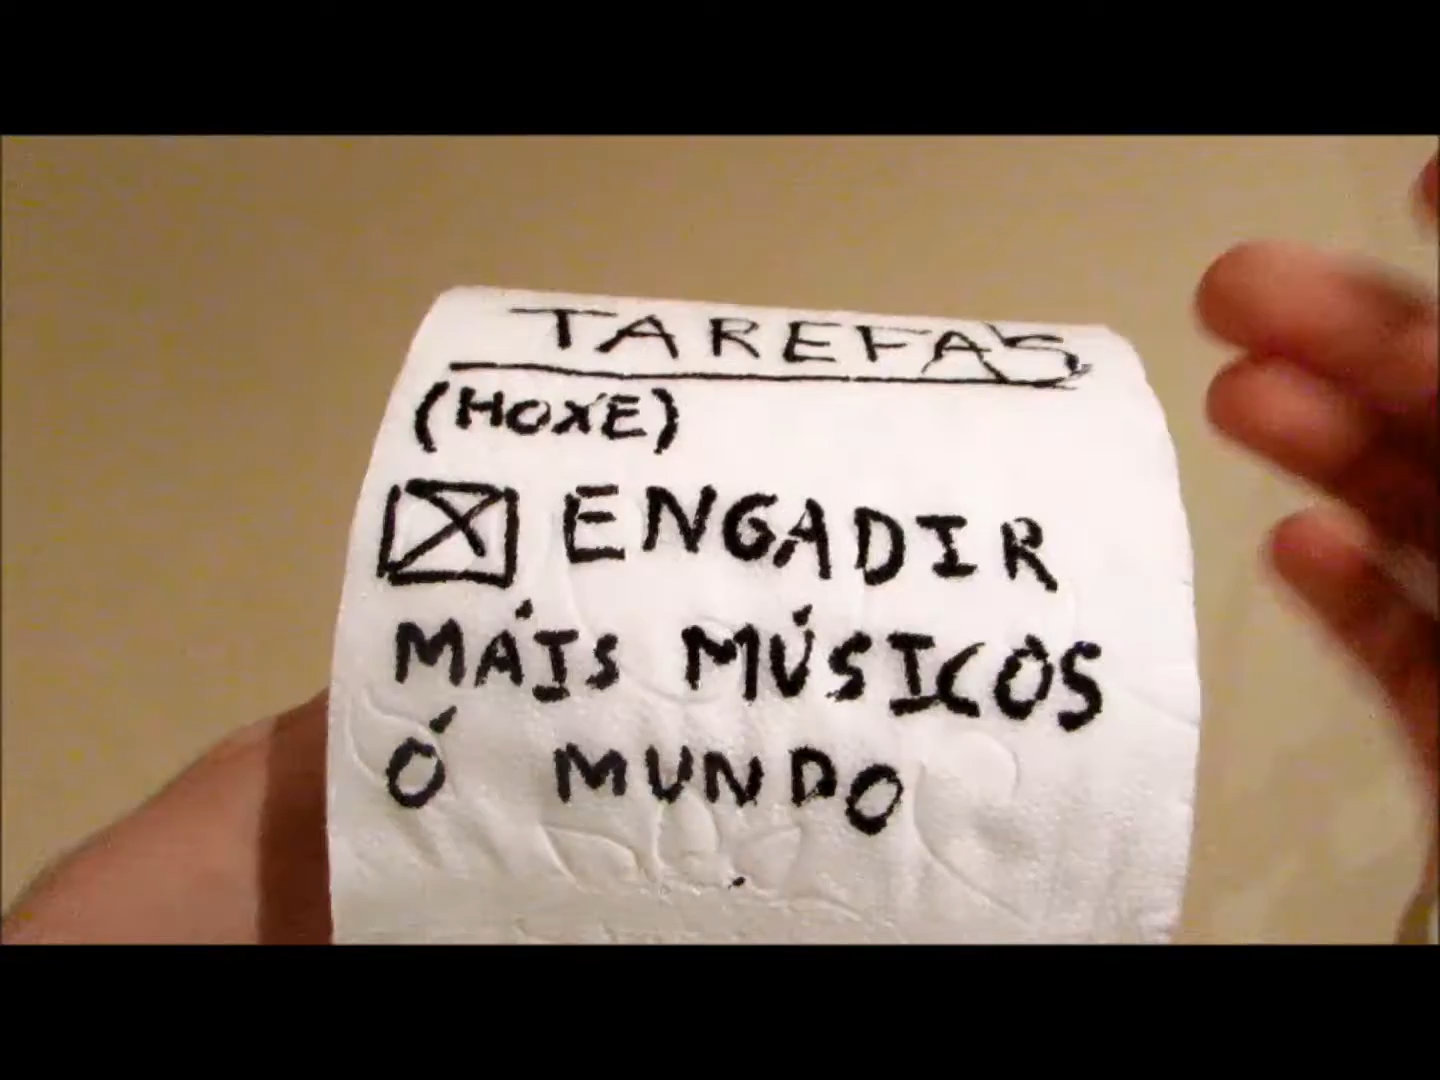 TAREFAS
(HOXE)
ENGADIR
MÁIS MÚSICOS
Ó MUNDO